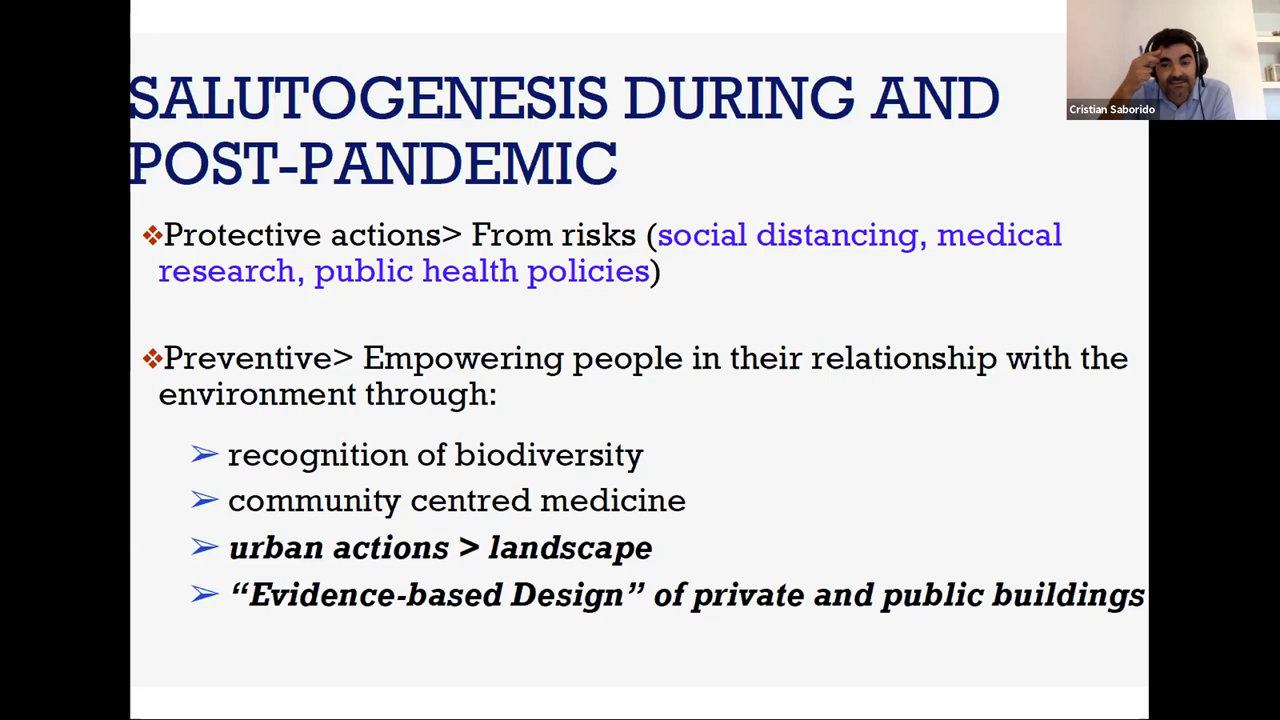 SALUTOGENESIS DURING AND
POST-PANDEMIC
Cristian Saborido
❖Protective actions> From risks (social distancing, medical
research, public health policies)
❖Preventive> Empowering people in their relationship with the
environment through:
➢ recognition of biodiversity
➢ community centred medicine
➢ urban actions > landscape
➢ “Evidence-based Design” of private and public buildings